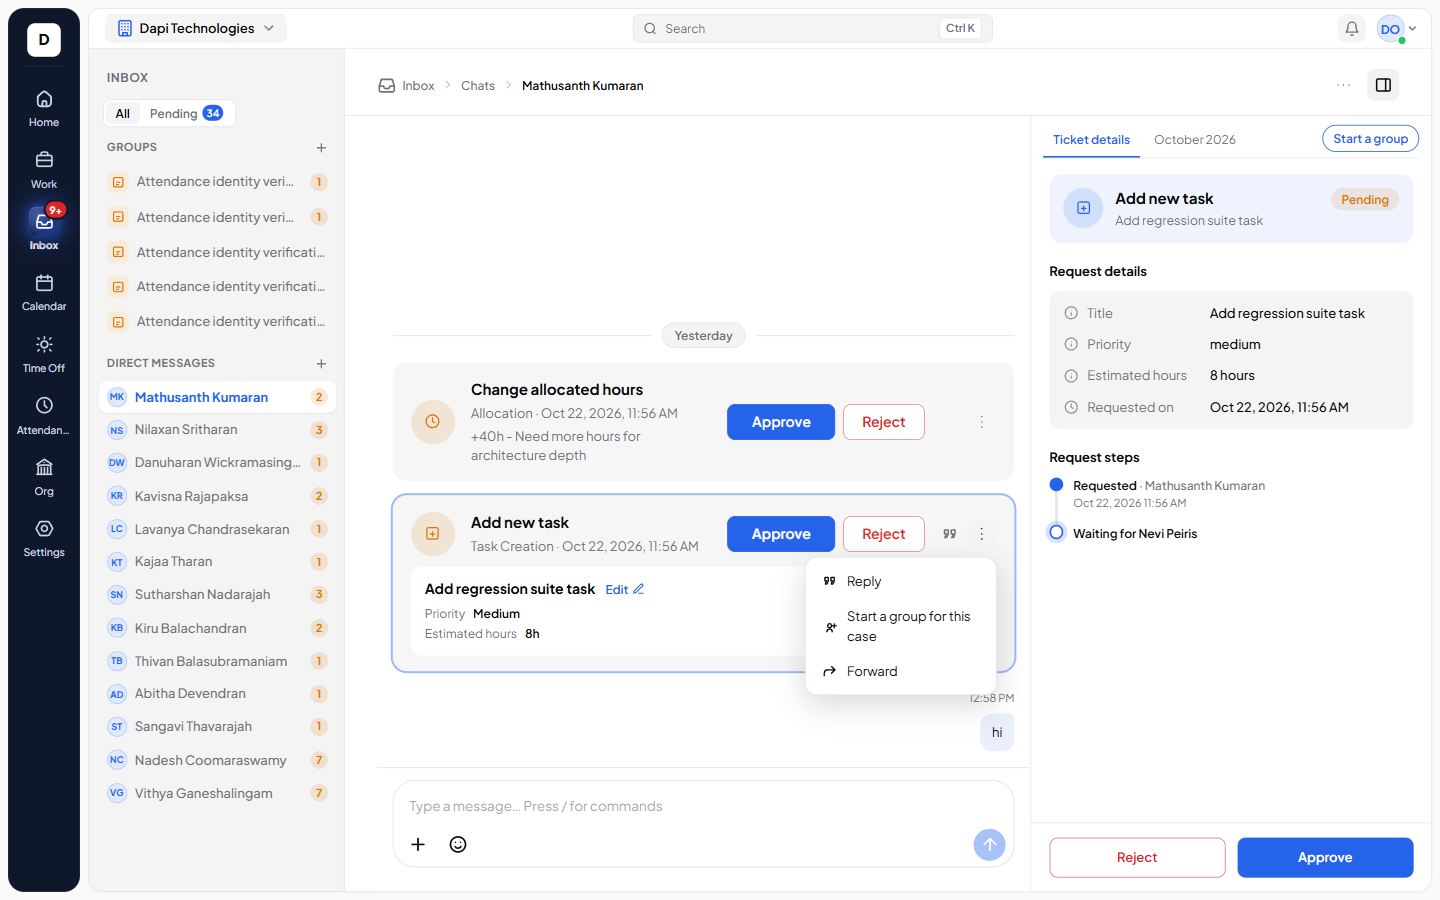 D
Home
Work
9+
Inbox
Calendar
Time Off
Attendan...
Org
Settings
Dapi Technologies
Search
Ctrl K
DO
INBOX
All
Pending 34
GROUPS
Attendance identity veri... 1
Attendance identity veri... 1
Attendance identity verificati...
Attendance identity verificati...
Attendance identity verificati...
DIRECT MESSAGES
MK Mathusanth Kumaran 2
NS Nilaxan Sritharan 3
DW Danuharan Wickramasing... 1
KR Kavisna Rajapaksa 2
LC Lavanya Chandrasekaran 1
KT Kajaa Tharan 1
SN Sutharshan Nadarajah 3
KB Kiru Balachandran 2
TB Thivan Balasubramaniam 1
AD Abitha Devendran 1
ST Sangavi Thavarajah 1
NC Nadesh Coomaraswamy 7
VG Vithya Ganeshalingam 7
Inbox
Chats
Mathusanth Kumaran
Yesterday
Change allocated hours
Allocation · Oct 22, 2026, 11:56 AM
+40h - Need more hours for
architecture depth
Approve
Reject
Add new task
Task Creation · Oct 22, 2026, 11:56 AM
Approve
Reject
Add regression suite task
Edit
Priority Medium
Estimated hours 8h
Reply
Start a group for this
case
Forward
12:58 PM
hi
Type a message... Press / for commands
Ticket details
October 2026
Start a group
Add new task
Add regression suite task
Pending
Request details
Title Add regression suite task
Priority medium
Estimated hours 8 hours
Requested on Oct 22, 2026, 11:56 AM
Request steps
Requested · Mathusanth Kumaran
Oct 22, 2026 11:56 AM
Waiting for Nevi Peiris
Reject
Approve